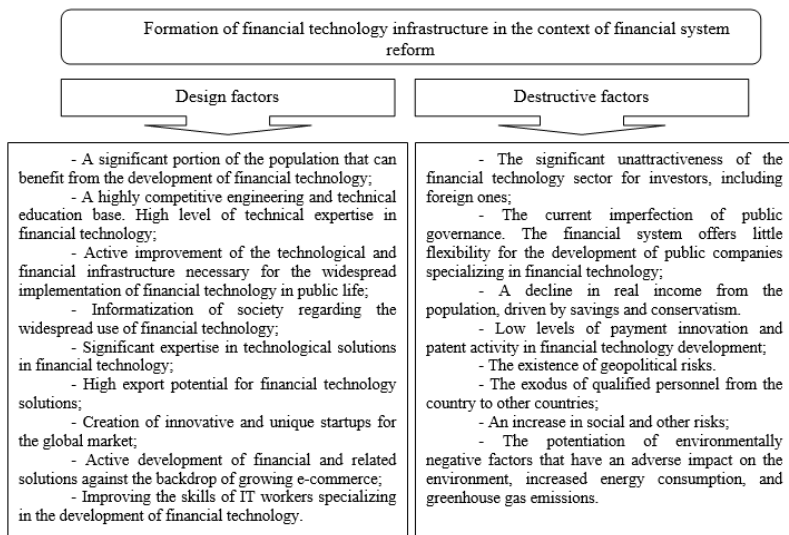 Formation of financial technology infrastructure in the context of financial system
reform
Design factors
Destructive factors
- A significant portion of the population that can
benefit from the development of financial technology;
- A highly competitive engineering and technical
education base. High level of technical expertise in
financial technology;
- Active improvement of the technological and
financial infrastructure necessary for the widespread
implementation of financial technology in public life;
- Informatization of society regarding the
widespread use of financial technology;
- Significant expertise in technological solutions
in financial technology;
- High export potential for financial technology
solutions;
- Creation of innovative and unique startups for
the global market;
- Active development of financial and related
solutions against the backdrop of growing e-commerce;
- Improving the skills of IT workers specializing
in the development of financial technology.
- The significant unattractiveness of the
financial technology sector for investors, including
foreign ones;
- The current imperfection of public
governance. The financial system offers little
flexibility for the development of public companies
specializing in financial technology;
- A decline in real income from the
population, driven by savings and conservatism.
- Low levels of payment innovation and
patent activity in financial technology development;
- The existence of geopolitical risks.
- The exodus of qualified personnel from the
country to other countries;
- An increase in social and other risks;
- The potentiation of environmentally
negative factors that have an adverse impact on the
environment, increased energy consumption, and
greenhouse gas emissions.